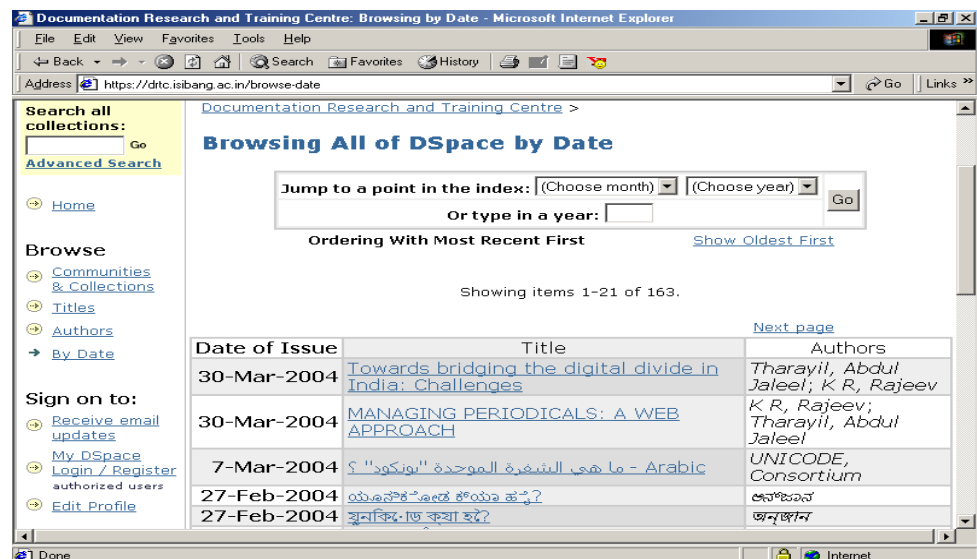 Documentation Research and Training Centre: Browsing by Date - Microsoft Internet Explorer
File Edit View Favorites Tools Help
Back Search Favorites History
Address https://drtc.isibang.ac.in/browse-date Go Links »
Search all
collections:
Go
Advanced Search
Home
Browse
Communities
& Collections
Titles
Authors
By Date
Sign on to:
Receive email
updates
My DSpace
Login / Register
authorized users
Edit Profile
Documentation Research and Training Centre >
Browsing All of DSpace by Date
Jump to a point in the index: (Choose month) (Choose year)
Go
Or type in a year:
Ordering With Most Recent First Show Oldest First
Showing items 1-21 of 163.
Next page
Date of Issue Title Authors
30-Mar-2004 Towards bridging the digital divide in Tharayil, Abdul
India: Challenges Jaleel; K R, Rajeev
30-Mar-2004 MANAGING PERIODICALS: A WEB K R, Rajeev;
APPROACH Tharayil, Abdul
Jaleel
7-Mar-2004 ما هي الشفرة الموحدة "يونكود" ؟ - Arabic UNICODE,
Consortium
27-Feb-2004
27-Feb-2004
Done Internet